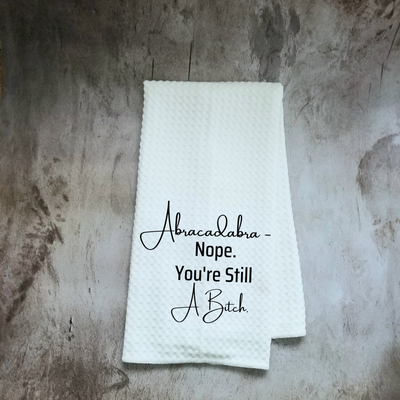 Abracadabra -
Nope.
You're Still
A Bitch.